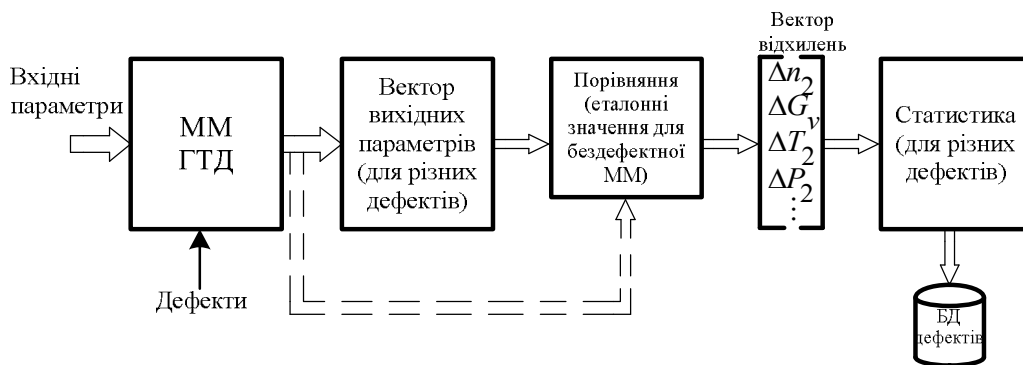 Вхідні
параметри
ММ
ГТД
Дефекти
Вектор
вихідних
параметрів
(для різних
дефектів)
Порівняння
(еталонні
значення для
бездефектної
ММ)
Вектор
відхилень
Δn₂
ΔGᵥ
ΔT₂
ΔP₂
⋮
Статистика
(для різних
дефектів)
БД
дефектів